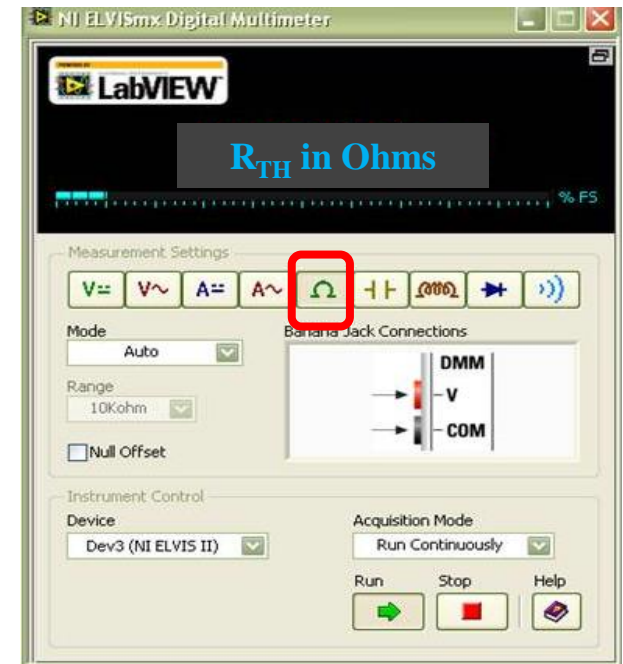 NI ELVISmx Digital Multimeter
LabVIEW
R_TH in Ohms
% FS
Measurement Settings
V= V~ A= A~ Ω
Mode
Banana Jack Connections
Auto
DMM
V
COM
Range
10Kohm
Null Offset
Instrument Control
Device
Acquisition Mode
Dev3 (NI ELVIS II)
Run Continuously
Run Stop Help